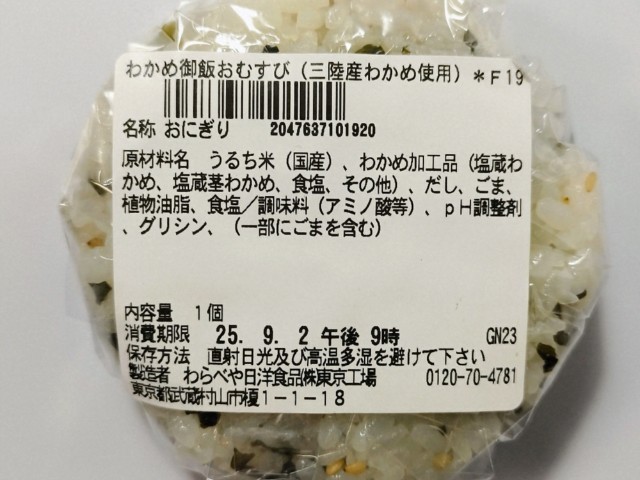 わかめ御飯おむすび（三陸産わかめ使用）＊F19
名称 おにぎり 2047637101920
原材料名 うるち米（国産）、わかめ加工品（塩蔵わ
かめ、塩蔵茎わかめ、食塩、その他）、だし、ごま、
植物油脂、食塩／調味料（アミノ酸等）、pH調整剤
、グリシン、（一部にごまを含む）
内容量 1個
消費期限 25. 9. 2 午後 9時 GN23
保存方法 直射日光及び高温多湿を避けて下さい
製造者 わらべや日洋食品㈱東京工場 0120-70-4781
東京都武蔵村山市榎1-1-18